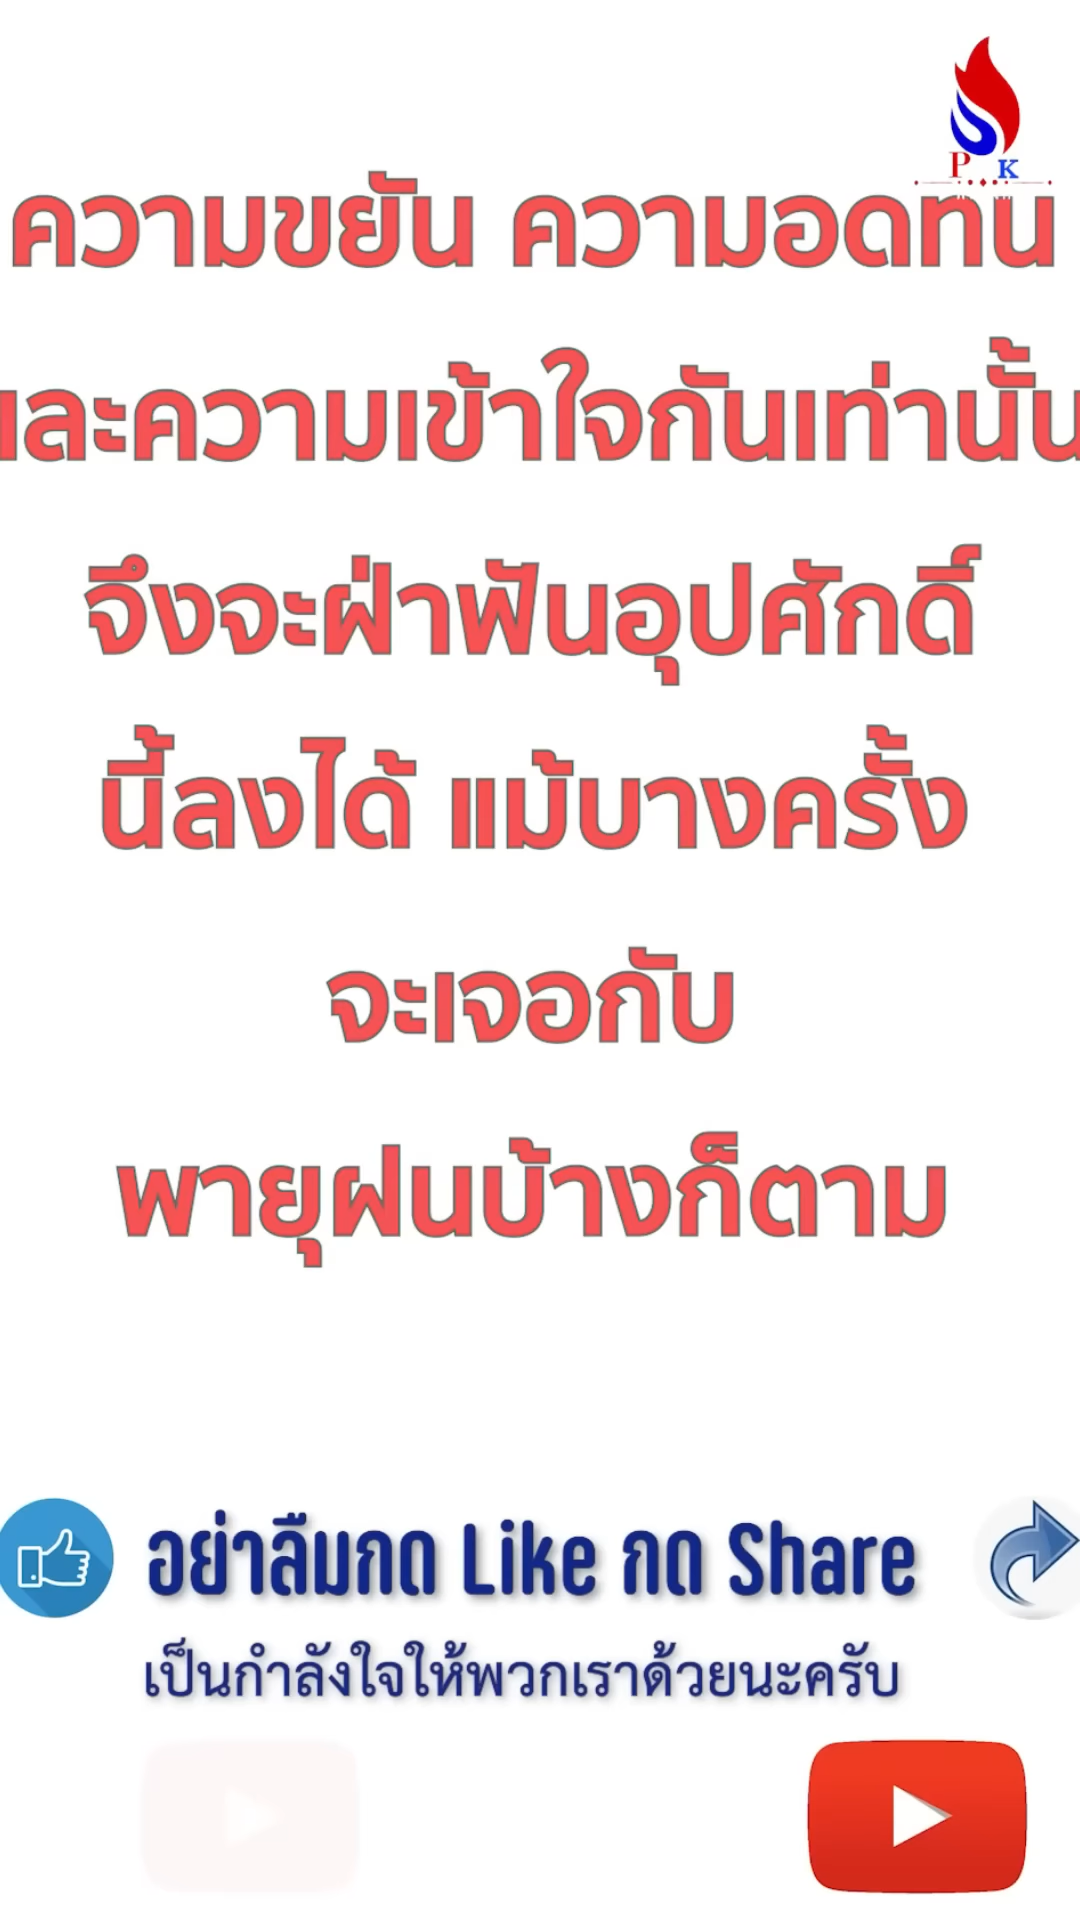 P K
ความขยัน ความอดทน
และความเข้าใจกันเท่านั้น
จึงจะฝ่าฟันอุปศักดิ์
นี้ลงได้ แม้บางครั้ง
จะเจอกับ
พายุฝนบ้างก็ตาม
อย่าลืมกด Like กด Share
เป็นกำลังใจให้พวกเราด้วยนะครับ